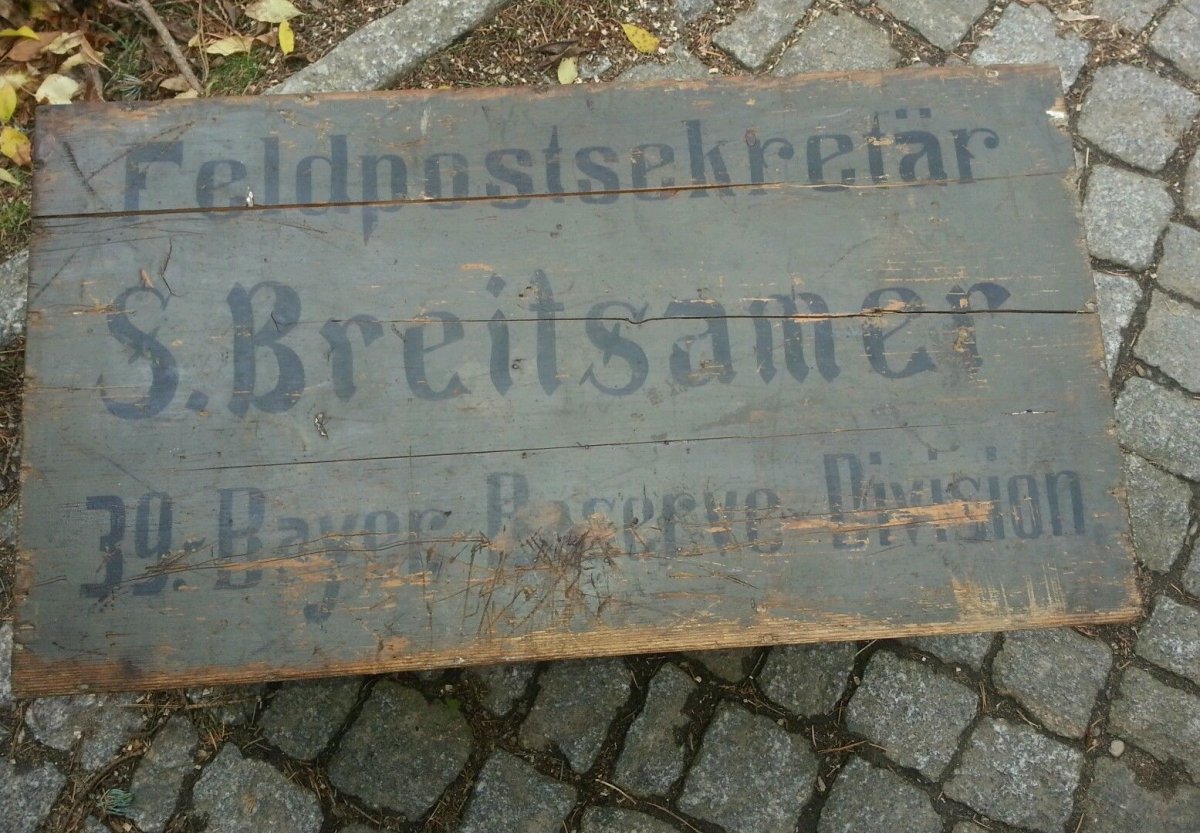 Feldpostsekretär
S. Breitsamer
39. Bayer. Reserve Division